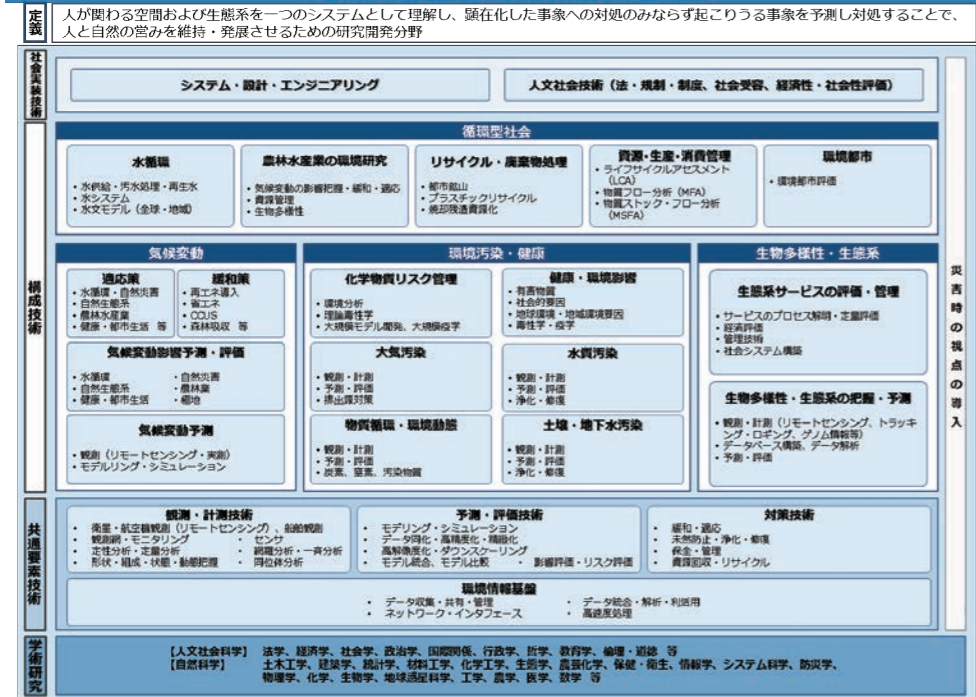 定義
人が関わる空間および生態系を一つのシステムとして理解し、顕在化した事象への対処のみならず起こりうる事象を予測し対処することで、
人と自然の営みを維持・発展させるための研究開発分野
社会実装技術
システム・設計・エンジニアリング
人文社会技術（法・規制・制度、社会受容、経済性・社会性評価）
構成技術
循環型社会
水循環
・水供給・汚水処理・再生水
・水システム
・水文モデル（全球・地域）
農林水産業の環境研究
・気候変動の影響把握・緩和・適応
・資源管理
・生物多様性
リサイクル・廃棄物処理
・都市鉱山
・プラスチックリサイクル
・焼却残渣資源化
資源・生産・消費管理
・ライフサイクルアセスメント
(LCA)
・物質フロー分析（MFA）
・物質ストック・フロー分析
(MSFA)
環境都市
・環境都市評価
気候変動
適応策
・水循環・自然災害
・自然生態系
・農林水産業
・健康・都市生活 等
緩和策
・再エネ導入
・省エネ
・CCUS
・森林吸収 等
気候変動影響予測・評価
・水循環 ・自然災害
・自然生態系 ・農林業
・健康・都市生活 ・極地
気候変動予測
・観測（リモートセンシング・実測）
・モデルリング・シミュレーション
環境汚染・健康
化学物質リスク管理
・環境分析
・理論毒性学
・大規模モデル開発、大規模疫学
健康・環境影響
・有害物質
・社会的要因
・地球環境・地域環境要因
・毒性学・疫学
大気汚染
・観測・計測
・予測・評価
・排出源対策
水質汚染
・観測・計測
・予測・評価
・浄化・修復
物質循環・環境動態
・観測・計測
・予測・評価
・炭素、窒素、汚染物質
土壌・地下水汚染
・観測・計測
・予測・評価
・浄化・修復
生物多様性・生態系
生態系サービスの評価・管理
・サービスのプロセス解明・定量評価
・経済評価
・管理技術
・社会システム構築
生物多様性・生態系の把握・予測
・観測・計測（リモートセンシング、トラッキ
ング・ロギング、ゲノム情報等）
・データベース構築、データ解析
・予測・評価
災害時の視点の導入
共通要素技術
観測・計測技術
・衛星・航空機観測（リモートセンシング）、船舶観測
・観測網・モニタリング ・センサ
・定性分析・定量分析 ・網羅分析・一斉分析
・形状・組成・状態・動態把握 ・同位体分析
予測・評価技術
・モデリング・シミュレーション
・データ同化・高精度化・精緻化
・高解像度化・ダウンスケーリング
・モデル統合、モデル比較 ・影響評価・リスク評価
対策技術
・緩和・適応
・未然防止・浄化・修復
・保全・管理
・資源回収・リサイクル
環境情報基盤
・データ収集・共有・管理 ・データ統合・解析・利活用
・ネットワーク・インタフェース ・高速度処理
学術研究
【人文社会科学】 法学、経済学、社会学、政治学、国際関係、行政学、哲学、教育学、倫理・道徳 等
【自然科学】 土木工学、建築学、統計学、材料工学、化学工学、生態学、農芸化学、保健・衛生、情報学、システム科学、防災学、
物理学、化学、生物学、地球惑星科学、工学、農学、医学、数学 等